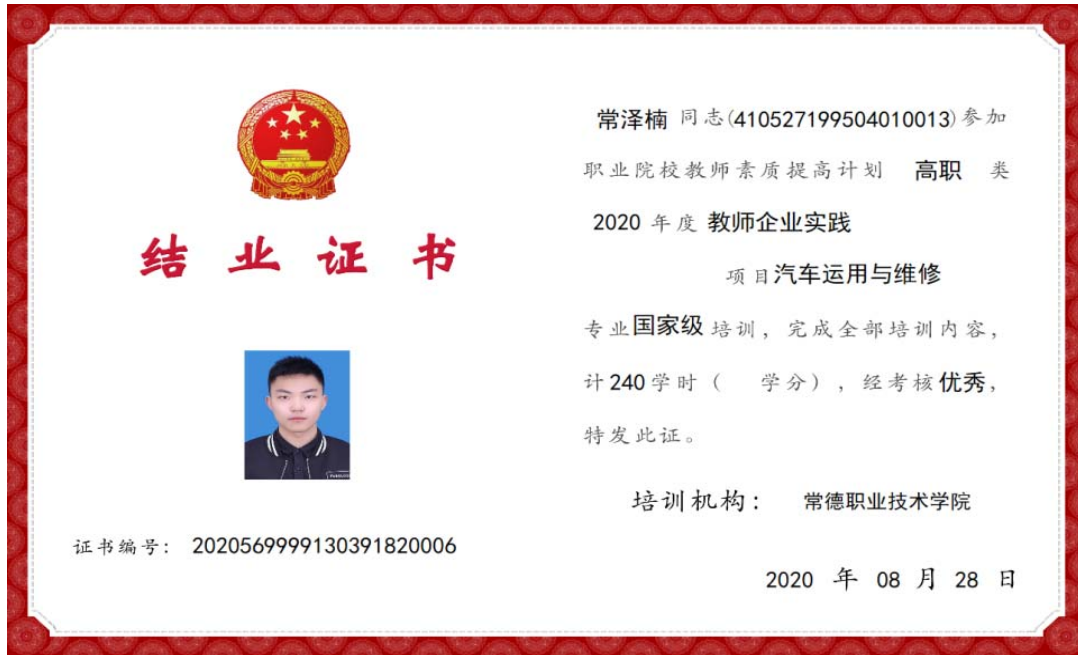 结业证书
证书编号： 2020569999130391820006
常泽楠 同志(410527199504010013)参加
职业院校教师素质提高计划 高职 类
2020 年度 教师企业实践
项目汽车运用与维修
专业国家级培训，完成全部培训内容，
计240学时（ 学分），经考核优秀，
特发此证。
培训机构： 常德职业技术学院
2020 年 08 月 28 日